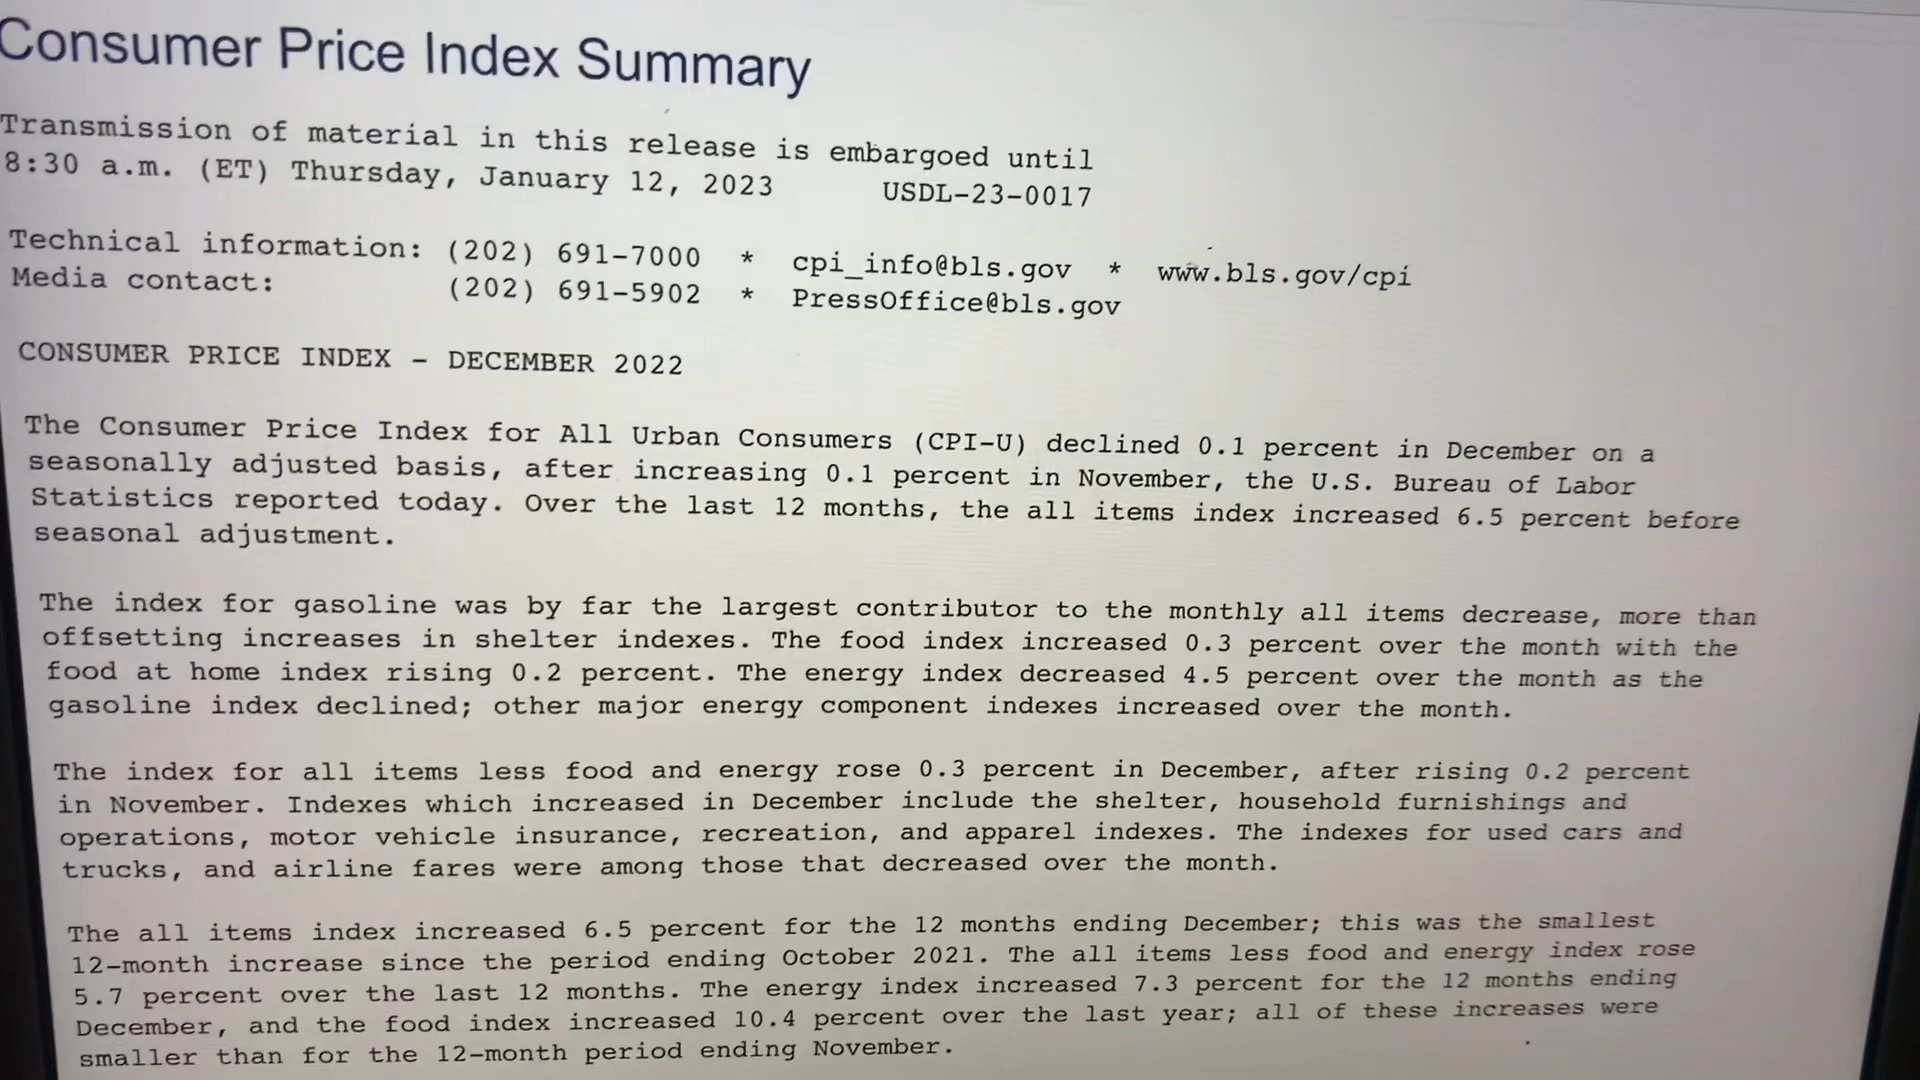 Consumer Price Index Summary
Transmission of material in this release is embargoed until
8:30 a.m. (ET) Thursday, January 12, 2023 USDL-23-0017
Technical information: (202) 691-7000 * cpi_info@bls.gov * www.bls.gov/cpi
Media contact: (202) 691-5902 * PressOffice@bls.gov
CONSUMER PRICE INDEX - DECEMBER 2022
The Consumer Price Index for All Urban Consumers (CPI-U) declined 0.1 percent in December on a
seasonally adjusted basis, after increasing 0.1 percent in November, the U.S. Bureau of Labor
Statistics reported today. Over the last 12 months, the all items index increased 6.5 percent before
seasonal adjustment.
The index for gasoline was by far the largest contributor to the monthly all items decrease, more than
offsetting increases in shelter indexes. The food index increased 0.3 percent over the month with the
food at home index rising 0.2 percent. The energy index decreased 4.5 percent over the month as the
gasoline index declined; other major energy component indexes increased over the month.
The index for all items less food and energy rose 0.3 percent in December, after rising 0.2 percent
in November. Indexes which increased in December include the shelter, household furnishings and
operations, motor vehicle insurance, recreation, and apparel indexes. The indexes for used cars and
trucks, and airline fares were among those that decreased over the month.
The all items index increased 6.5 percent for the 12 months ending December; this was the smallest
12-month increase since the period ending October 2021. The all items less food and energy index rose
5.7 percent over the last 12 months. The energy index increased 7.3 percent for the 12 months ending
December, and the food index increased 10.4 percent over the last year; all of these increases were
smaller than for the 12-month period ending November.